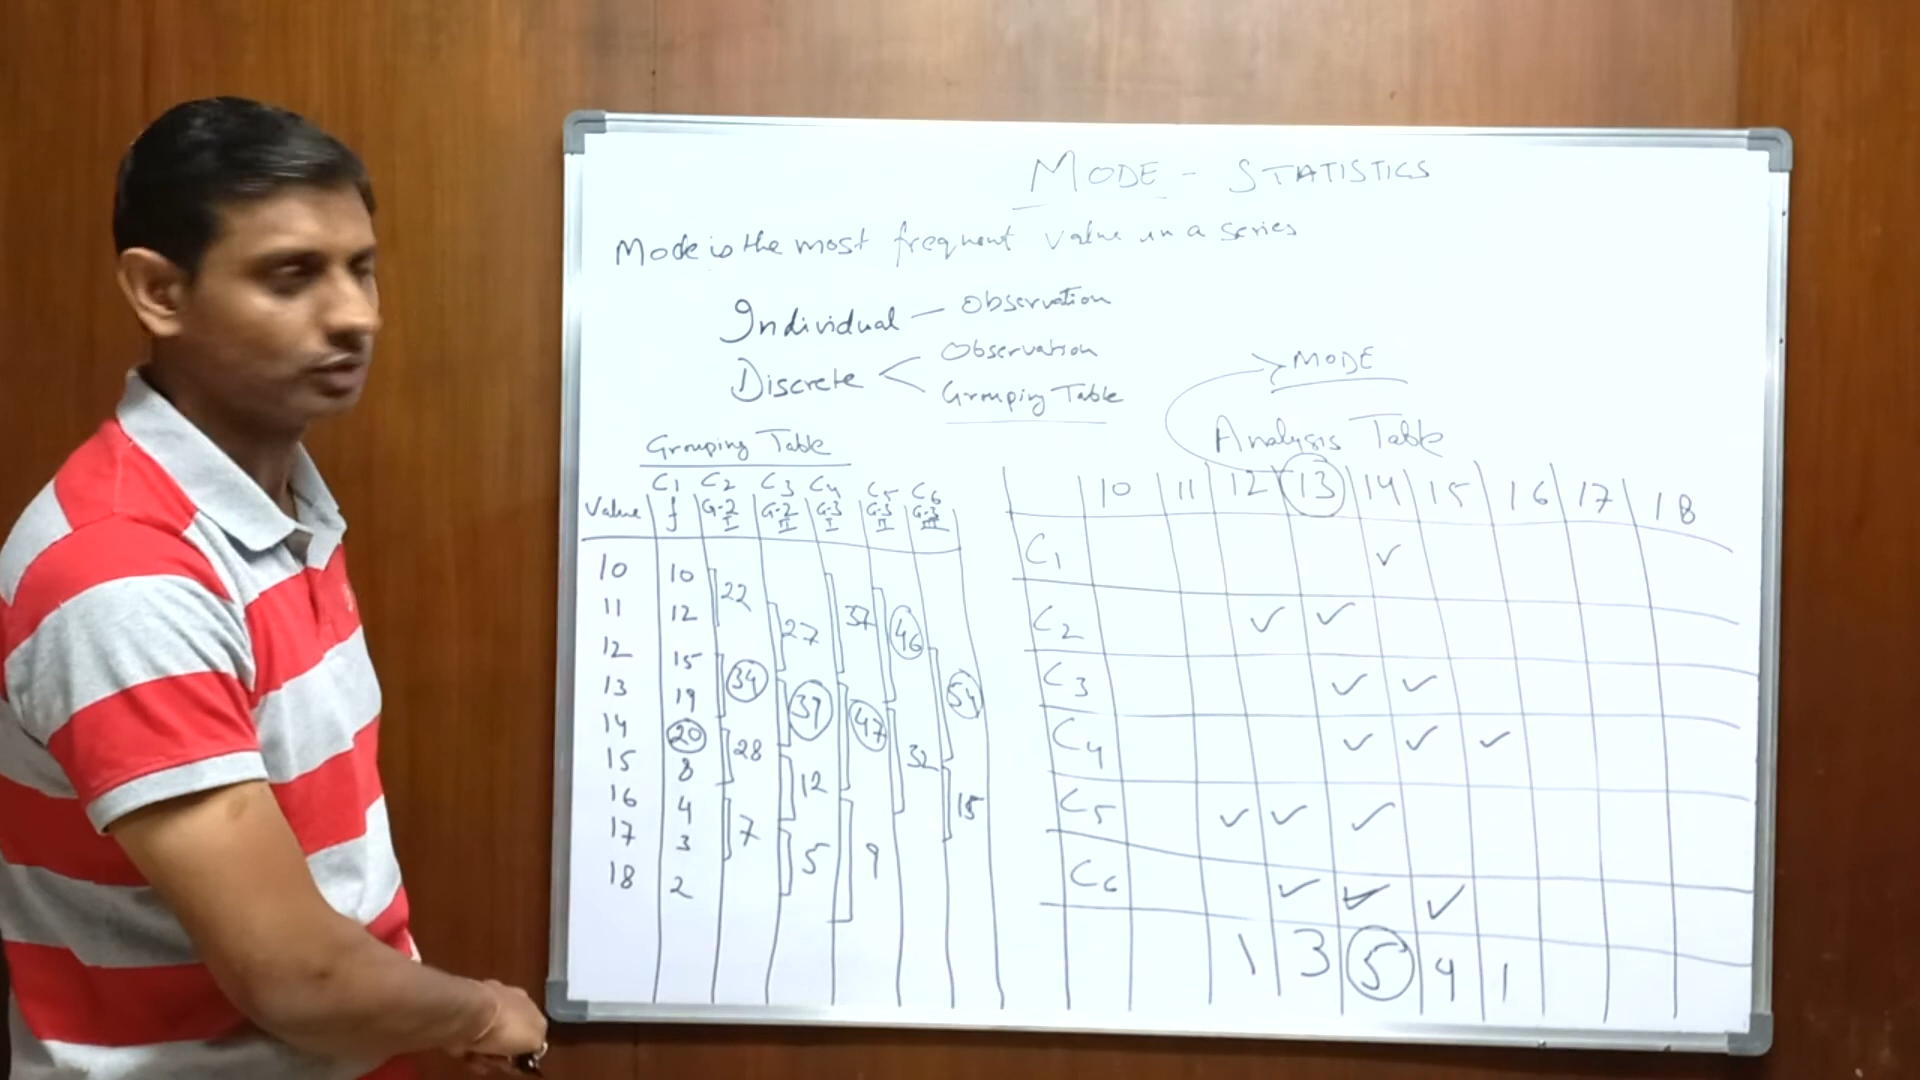 MODE - STATISTICS
Mode is the most frequent value in a series
Individual - Observation
Discrete < Observation
Grouping Table
MODE
Grouping Table
C1 C2 C3 C4 C5 C6
Value f G-2 I G-2 II G-3 I G-3 II G-3 III
10 10
11 12
12 15
13 19
14 20
15 8
16 4
17 3
18 2
22 34 28 7
27 39 12 5
37 47 9
46 32
54 15
Analysis Table
10 11 12 13 14 15 16 17 18
C1 ✓
C2 ✓ ✓
C3 ✓ ✓
C4 ✓ ✓ ✓
C5 ✓ ✓ ✓
C6 ✓ ✓ ✓
1 3 5 4 1